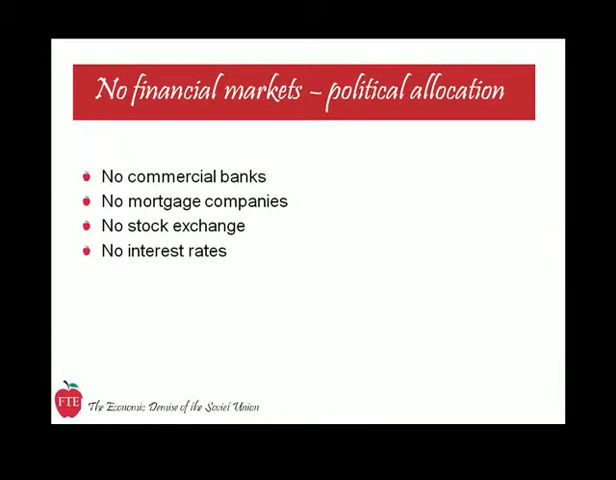 No financial markets – political allocation
No commercial banks
No mortgage companies
No stock exchange
No interest rates
FTE
The Economic Demise of the Soviet Union